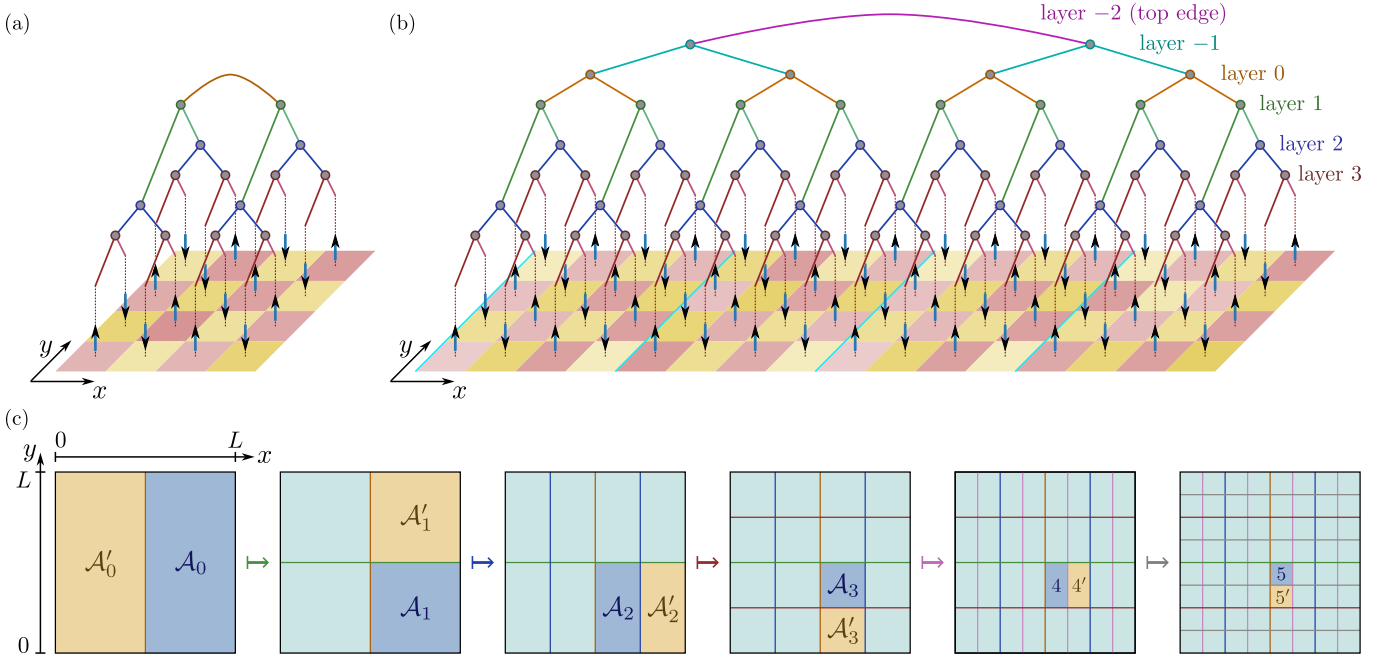 (a)
(b)
layer −2 (top edge)
layer −1
layer 0
layer 1
layer 2
layer 3
y
x
y
x
(c)
0
L
x
y
L
0
𝒜′₀
𝒜₀
𝒜′₁
𝒜₁
𝒜₂
𝒜′₂
𝒜₃
𝒜′₃
4
4′
5
5′